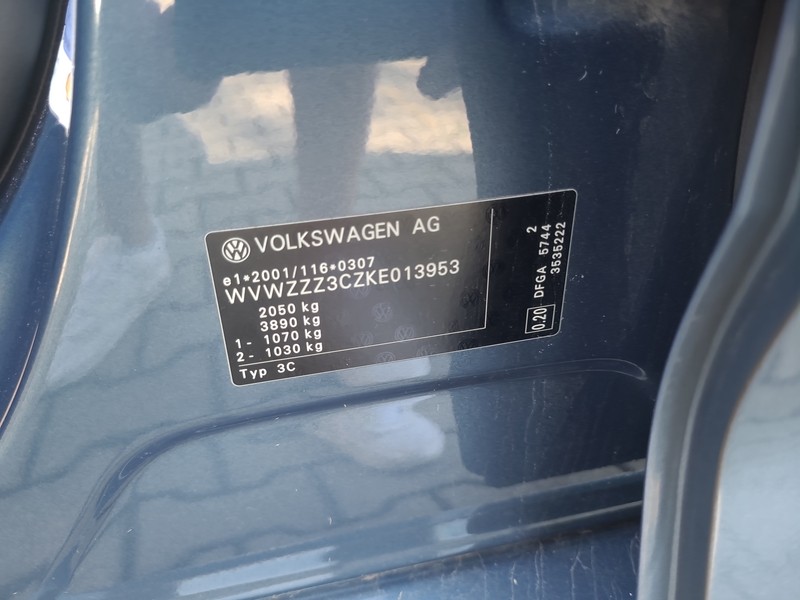 VOLKSWAGEN AG
e1*2001/116*0307
WVWZZZ3CZKE013953
2050 kg
3890 kg
1- 1070 kg
2- 1030 kg
Typ 3C
0.20 DFGA 5744 2
3535222